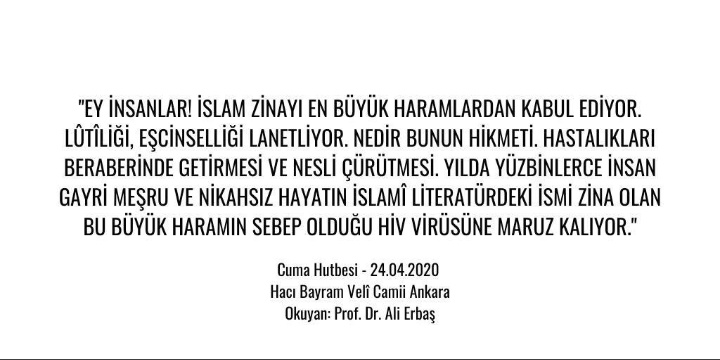 "EY İNSANLAR! İSLAM ZİNAYI EN BÜYÜK HARAMLARDAN KABUL EDİYOR.
LÛTÎLİĞİ, EŞCİNSELLİĞİ LANETLİYOR. NEDİR BUNUN HİKMETİ. HASTALIKLARI
BERABERİNDE GETİRMESİ VE NESLİ ÇÜRÜTMESİ. YILDA YÜZBİNLERCE İNSAN
GAYRİ MEŞRU VE NİKAHSIZ HAYATIN İSLAMÎ LİTERATÜRDEKİ İSMİ ZİNA OLAN
BU BÜYÜK HARAMIN SEBEP OLDUĞU HİV VİRÜSÜNE MARUZ KALIYOR."
Cuma Hutbesi - 24.04.2020
Hacı Bayram Velî Camii Ankara
Okuyan: Prof. Dr. Ali Erbaş